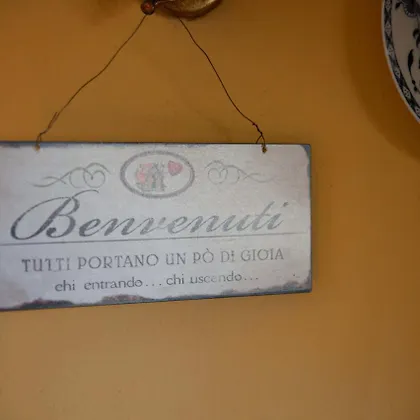 Benvenuti
TUTTI PORTANO UN PÒ DI GIOIA
chi entrando... chi uscendo...